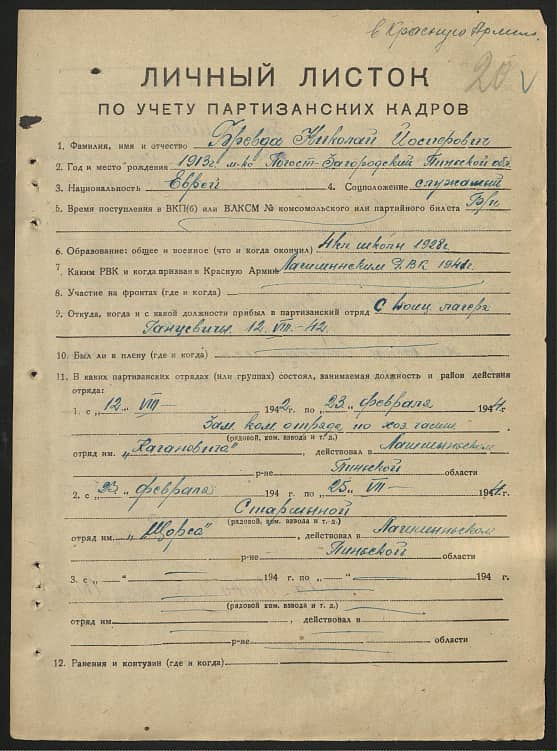 в Красную Армию
20 V
ЛИЧНЫЙ ЛИСТОК
ПО УЧЕТУ ПАРТИЗАНСКИХ КАДРОВ
1. Фамилия, имя и отчество Бревда Николай Иосифович
2. Год и место рождения 1913г. м-ко Погост-Загородский Пинской обл
3. Национальность Еврей 4. Соцположение служащий
5. Время поступления в ВКП(б) или ВЛКСМ № комсомольского или партийного билета Б/п
6. Образование: общее и военное (что и когда окончил) 4 кл школы 1928г.
7. Каким РВК и когда призван в Красную Армию 1941г.
8. Участие на фронтах (где и когда)
9. Откуда, когда и с какой должности прибыл в партизанский отряд с конц. лагеря
Ганцевичи 12. VIII.-42.
10. Был ли в плену (где и когда)
11. В каких партизанских отрядах (или группах) состоял, занимаемая должность и район действия
отряда:
1. с „12" VIII 1942г. по „23" февраля 1944г.
Зам. ком. отряда по хоз части
(рядовой, ком. взвода и т. д.)
отряд им. „Кагановича", действовал в
р-не Пинской области
2. с „23" февраля 194 г. по „25" VII 1944г.
Старшиной
(рядовой, ком. взвода и т. д.)
отряд им. „Щорса", действовал в
р-не Пинской области
3. с „ — " 194 г. по „ — " 194 г.
(рядовой, ком. взвода и т. д.)
отряд им. , действовал в
р-не области
12. Ранения и контузии (где и когда)